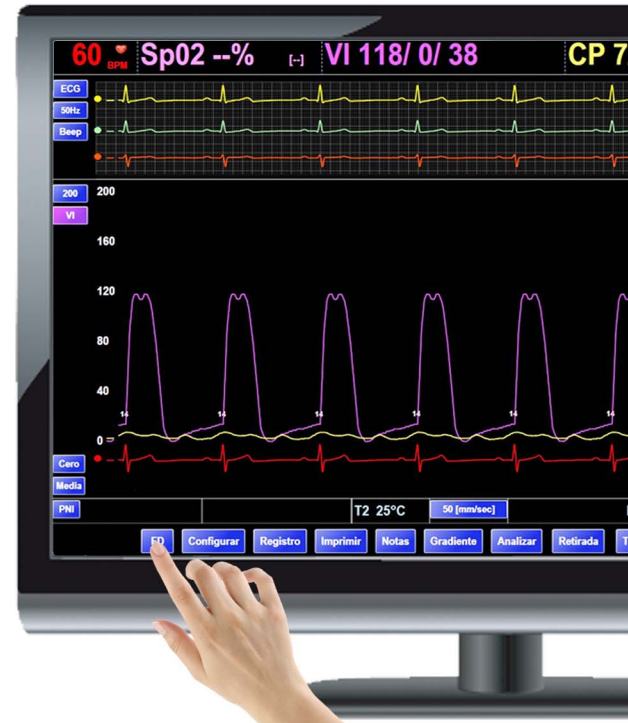 60 BPM Sp02 --% [--] VI 118/ 0/ 38 CP 7
ECG
50Hz
Beep
200 200
VI
160
120
80
40
14 14 14 14 14 14
0
Cero
Media
PNI T2 25°C 50 [mm/sec]
Configurar Registro Imprimir Notas Gradiente Analizar Retirada